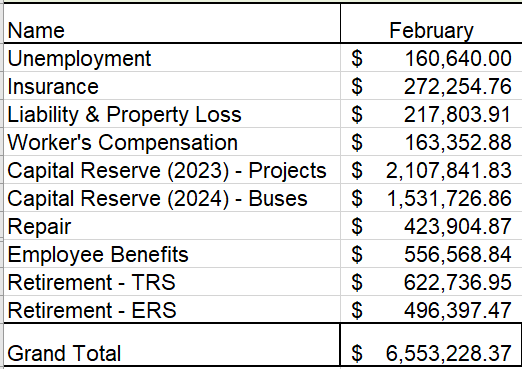 Name February
Unemployment $ 160,640.00
Insurance $ 272,254.76
Liability & Property Loss $ 217,803.91
Worker's Compensation $ 163,352.88
Capital Reserve (2023) - Projects $ 2,107,841.83
Capital Reserve (2024) - Buses $ 1,531,726.86
Repair $ 423,904.87
Employee Benefits $ 556,568.84
Retirement - TRS $ 622,736.95
Retirement - ERS $ 496,397.47
Grand Total $ 6,553,228.37